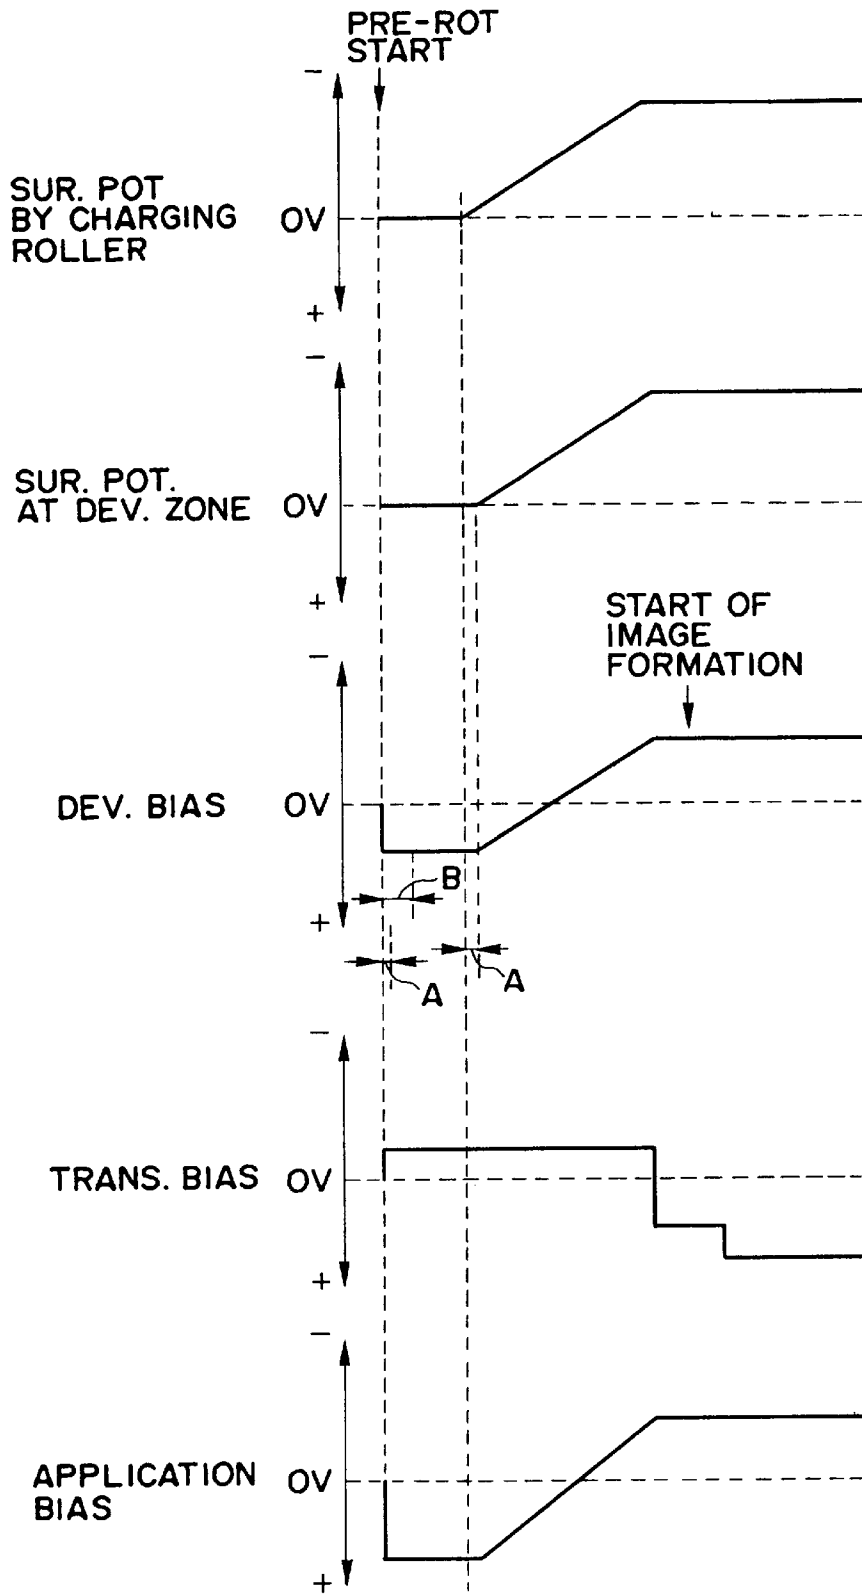 PRE-ROT
START
−
SUR. POT
BY CHARGING
ROLLER
OV
+
−
SUR. POT.
AT DEV. ZONE
OV
+
START OF
IMAGE
FORMATION
−
DEV. BIAS
OV
B
+
A
A
−
TRANS. BIAS
OV
+
−
APPLICATION
BIAS
OV
+